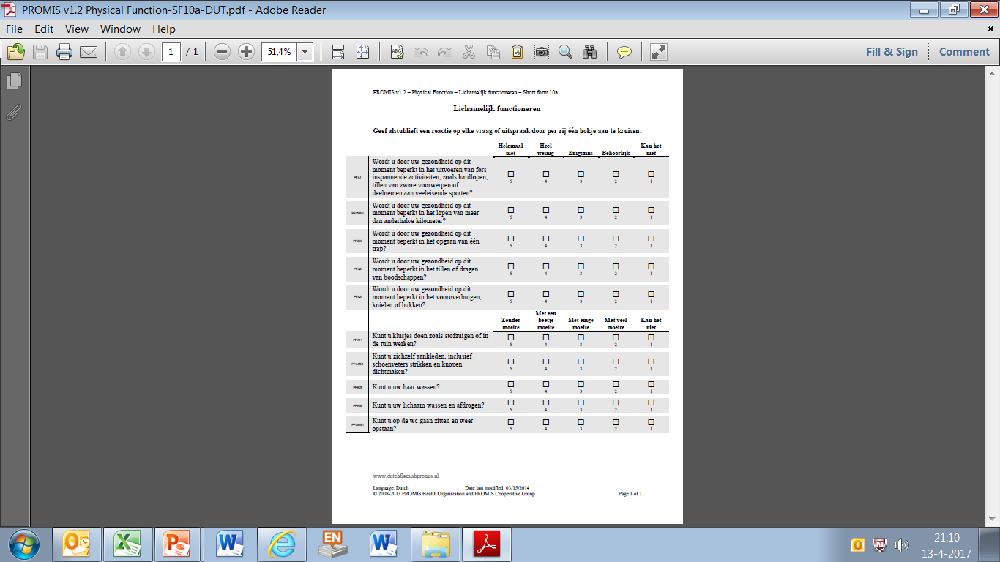 PROMIS v1.2 Physical Function-SF10a-DUT.pdf - Adobe Reader
File Edit View Window Help
1 / 1 51,4% Fill & Sign Comment
PROMIS v1.2 – Physical Function – Lichamelijk functioneren – Short form 10a
Lichamelijk functioneren
Geef alstublieft een reactie op elke vraag of uitspraak door per rij één hokje aan te kruisen.
Helemaal niet Heel weinig Enigszins Behoorlijk Kan het niet
PFA1
Wordt u door uw gezondheid op dit
moment beperkt in het uitvoeren van fors
inspannende activiteiten, zoals hardlopen,
tillen van zware voorwerpen of
deelnemen aan veeleisende sporten?
5 4 3 2 1
Wordt u door uw gezondheid op dit
moment beperkt in het lopen van meer
dan anderhalve kilometer?
5 4 3 2 1
Wordt u door uw gezondheid op dit
moment beperkt in het opgaan van één
trap?
5 4 3 2 1
Wordt u door uw gezondheid op dit
moment beperkt in het tillen of dragen
van boodschappen?
5 4 3 2 1
Wordt u door uw gezondheid op dit
moment beperkt in het vooroverbuigen,
knielen of bukken?
5 4 3 2 1
Zonder moeite Met een beetje moeite Met enige moeite Met veel moeite Kan het niet
PFA11
Kunt u klusjes doen zoals stofzuigen of in
de tuin werken?
5 4 3 2 1
Kunt u zichzelf aankleden, inclusief
schoenveters strikken en knopen
dichtmaken?
5 4 3 2 1
Kunt u uw haar wassen?
5 4 3 2 1
Kunt u uw lichaam wassen en afdrogen?
5 4 3 2 1
Kunt u op de wc gaan zitten en weer
opstaan?
5 4 3 2 1
www.dutchflemishpromis.nl
Language: Dutch Date last modified: 03/15/2014
© 2008-2013 PROMIS Health Organization and PROMIS Cooperative Group Page 1 of 1
EN
21:10
13-4-2017